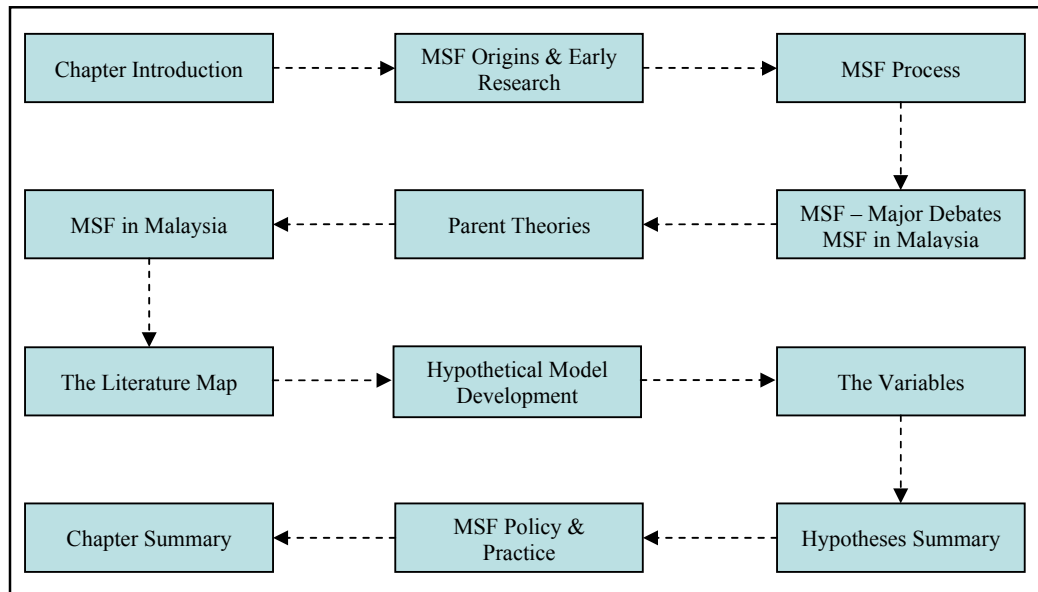 Chapter Introduction
MSF Origins & Early
Research
MSF Process
MSF – Major Debates
MSF in Malaysia
Parent Theories
MSF in Malaysia
The Literature Map
Hypothetical Model
Development
The Variables
Hypotheses Summary
MSF Policy &
Practice
Chapter Summary